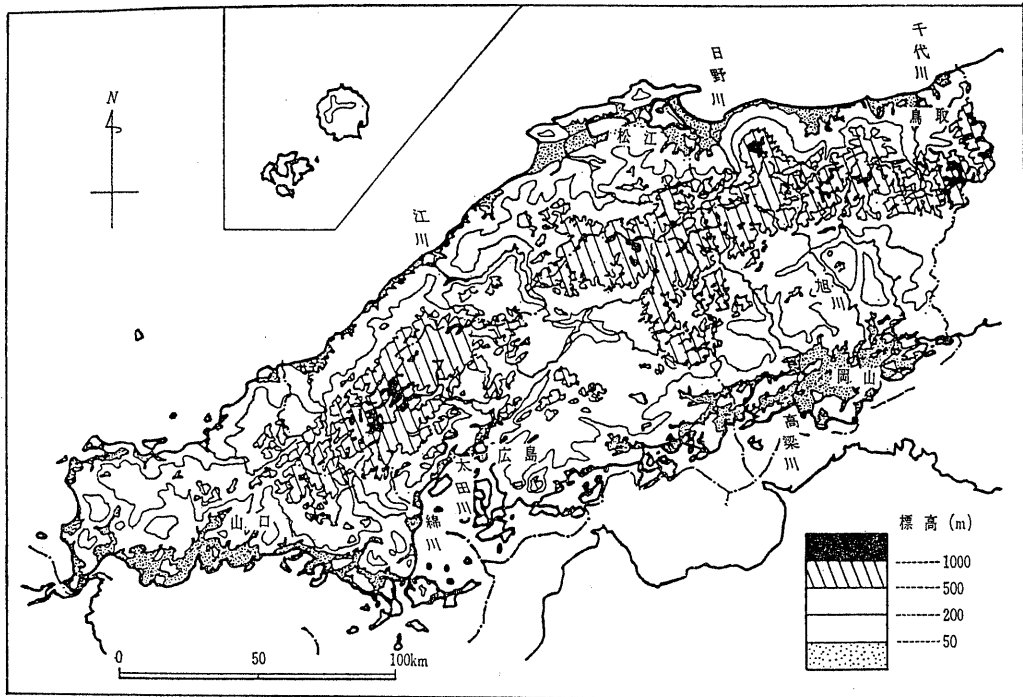 N
千代川
日野川
鳥取
松江
江川
旭川
岡山
高梁川
広島
太田川
錦川
山口
標高(m)
1000
500
200
50
0 50 100km